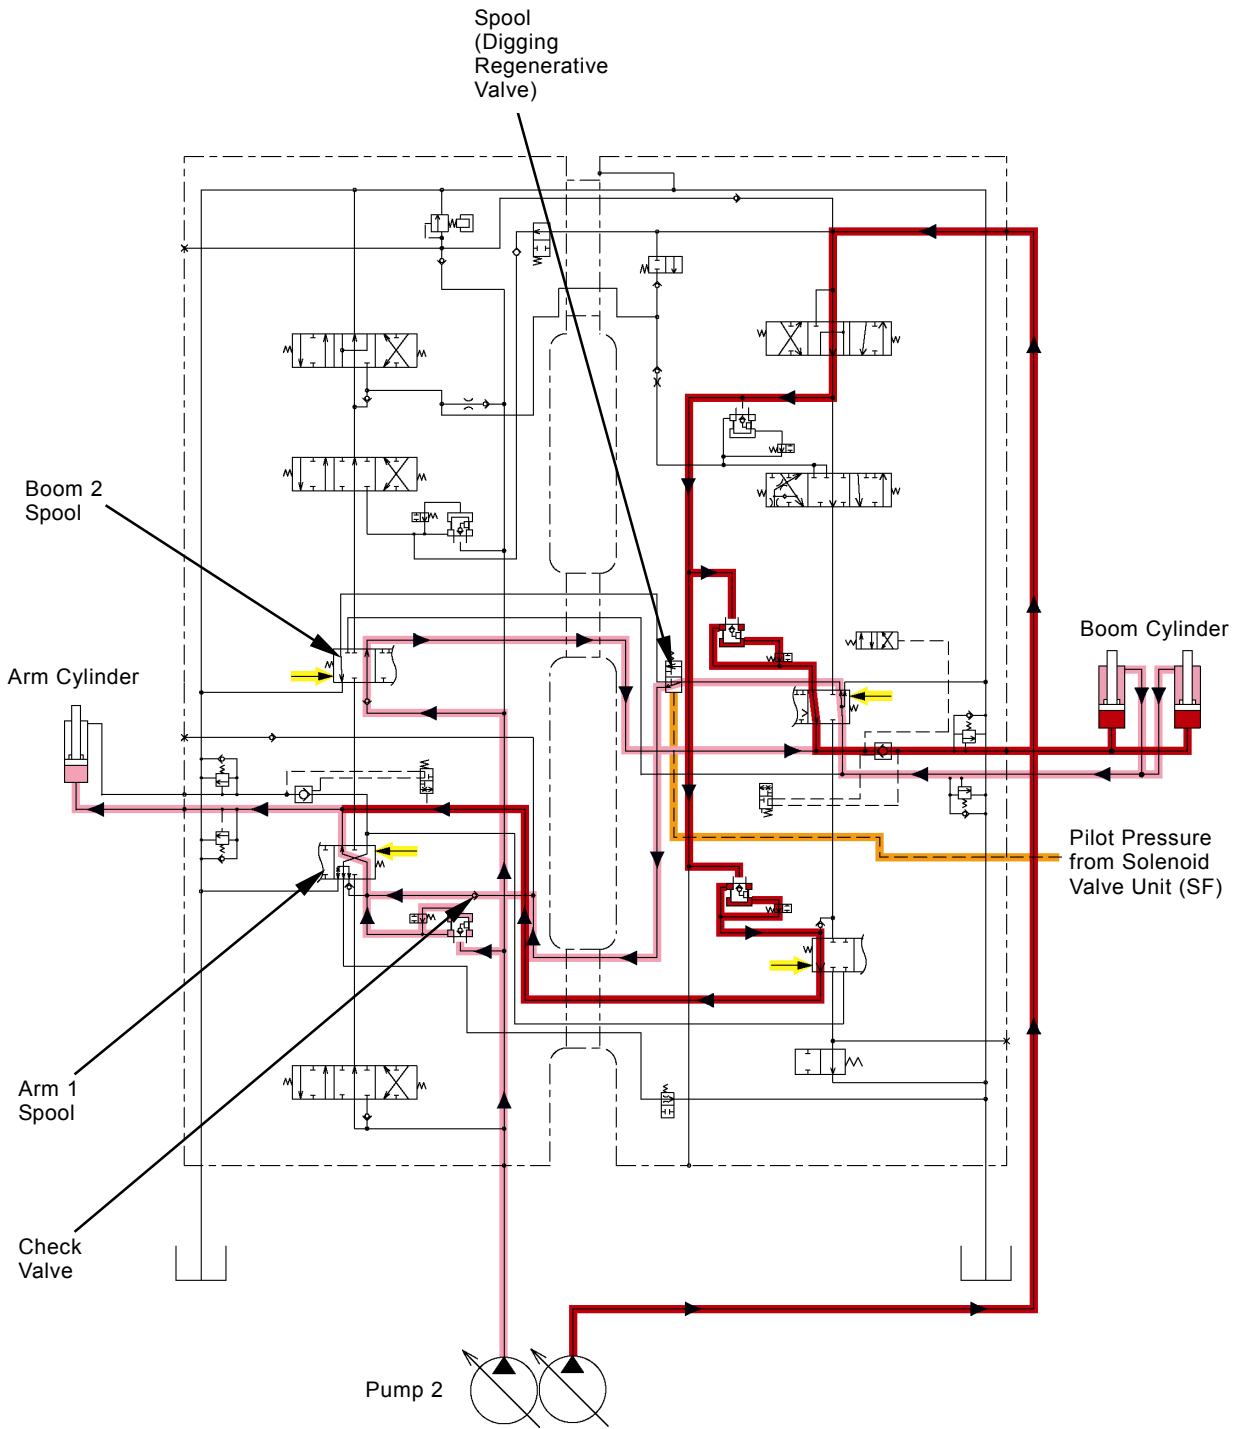 Spool
(Digging
Regenerative
Valve)
Boom 2
Spool
Boom Cylinder
Arm Cylinder
Pilot Pressure
from Solenoid
Valve Unit (SF)
Arm 1
Spool
Check
Valve
Pump 2